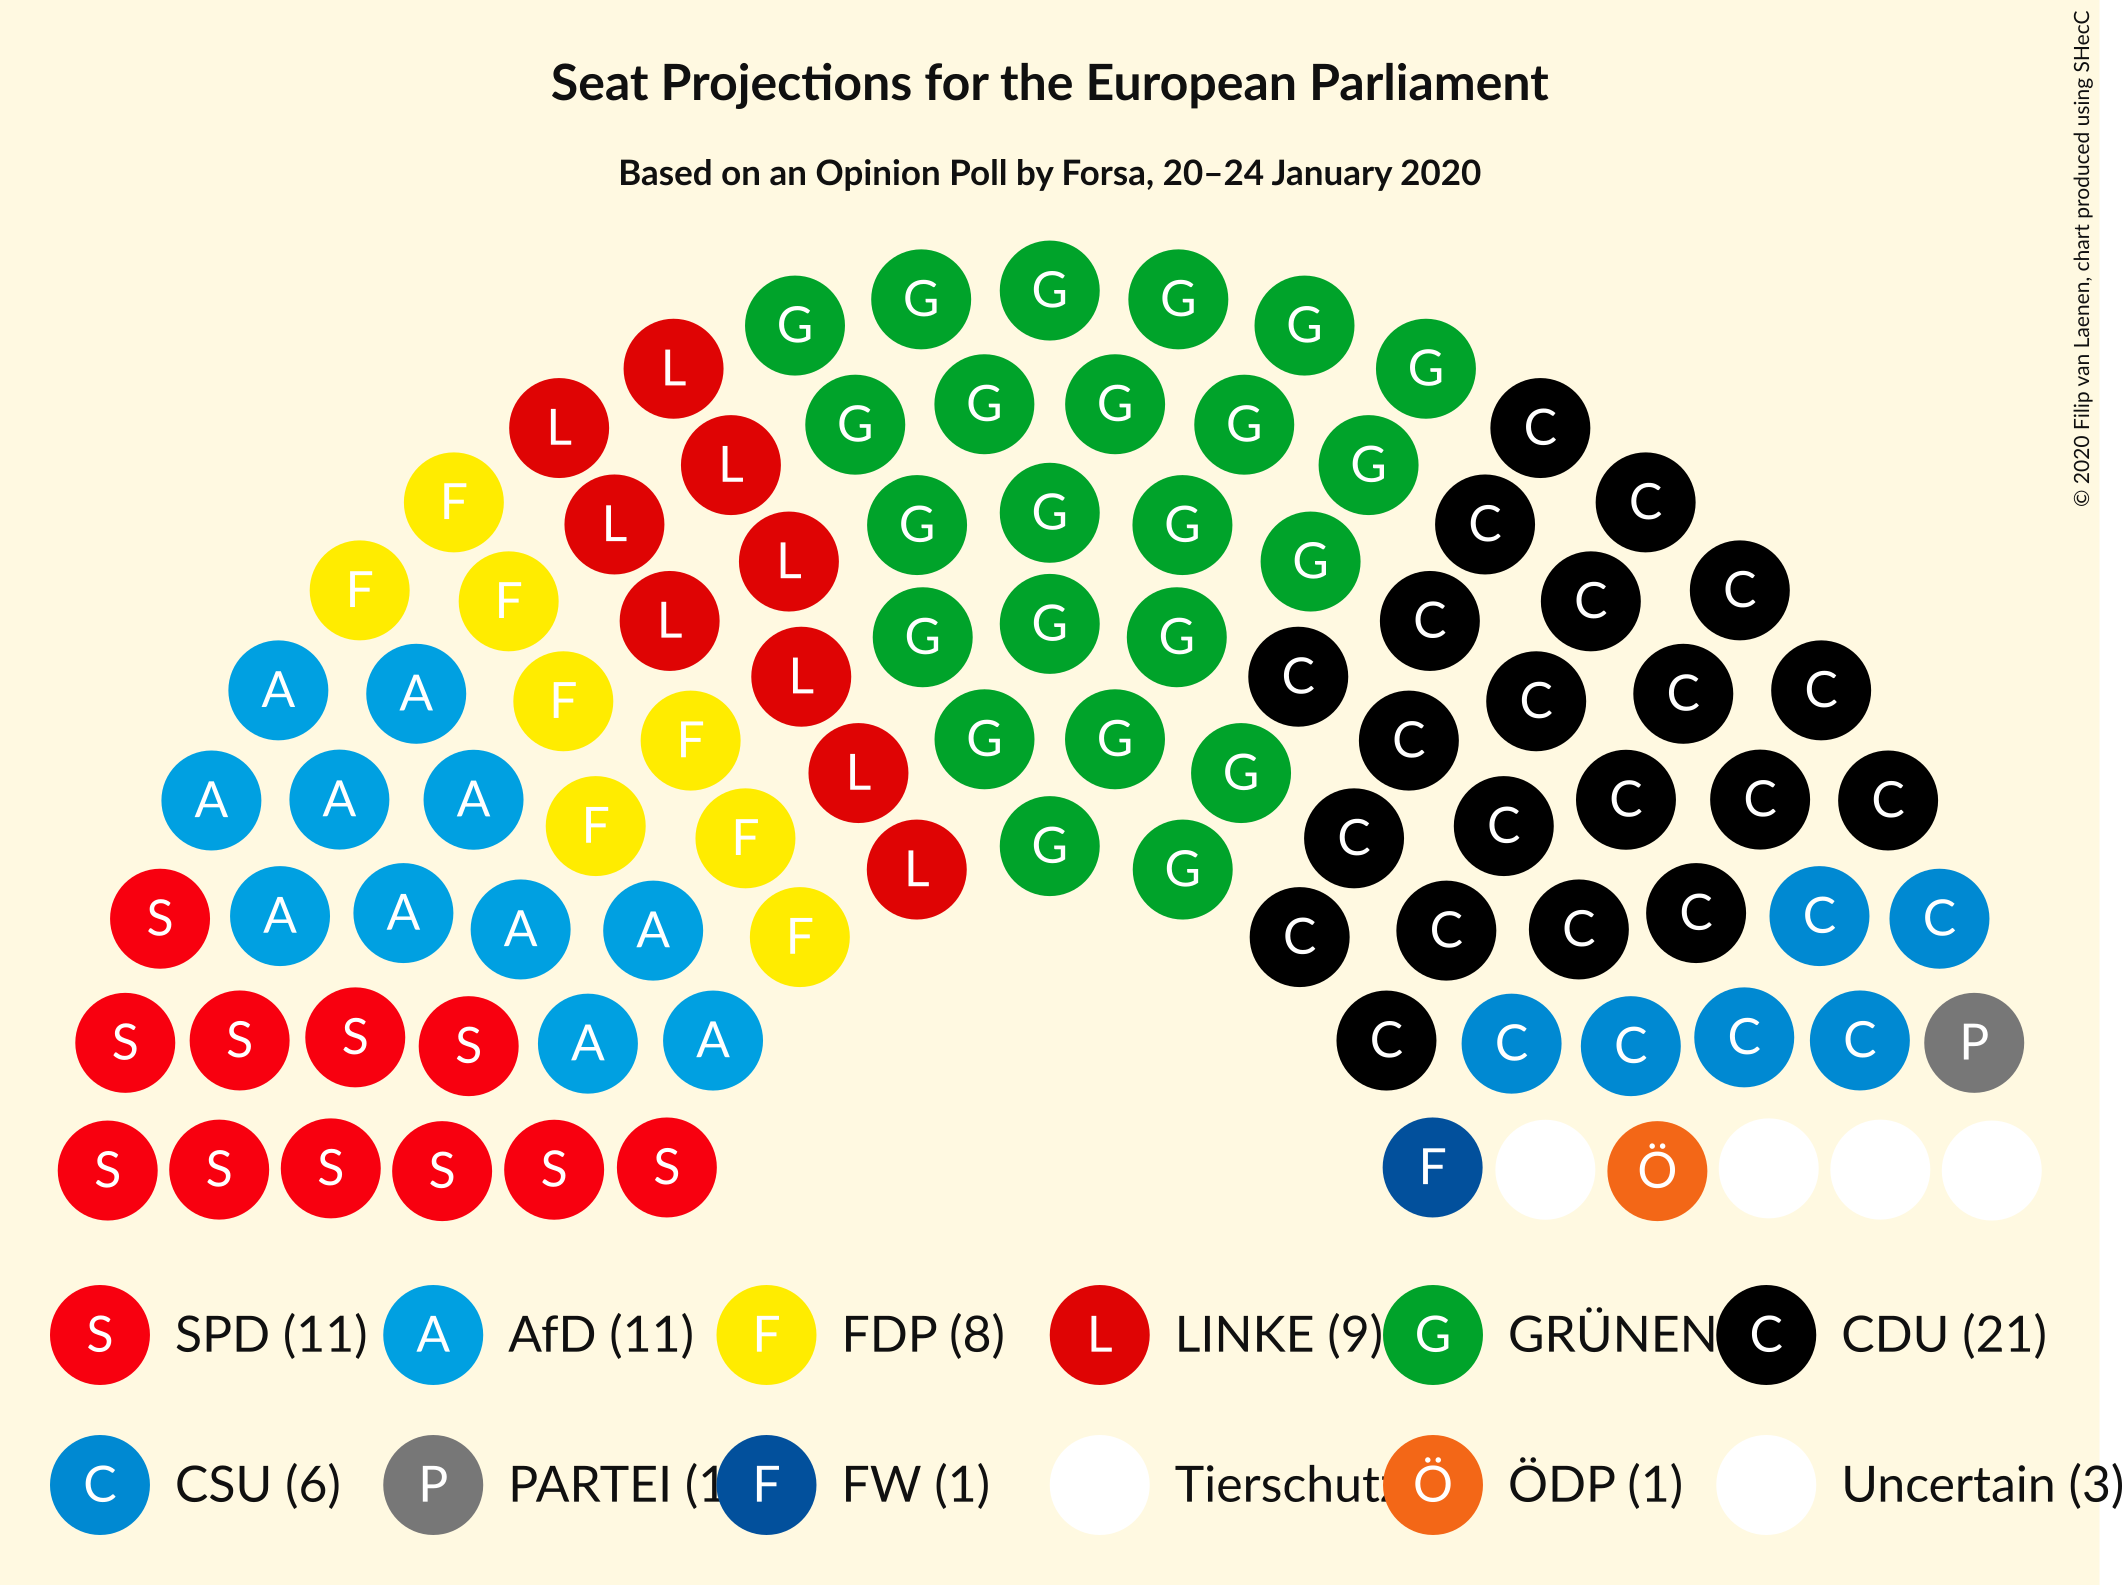 Seat Projections for the European Parliament
Based on an Opinion Poll by Forsa, 20–24 January 2020
© 2020 Filip van Laenen, chart produced using SHecC
G G G G G
L G
L G G G G C
L G
F L G G G C C
F F L G C C
L G G G C
A A F L C C C C
F G G C
A A A F L G C C C C
F G C
L G
S A A A A F C C C C C C
S S S S A A C C C C C P
S S S S S S F Ö
S SPD (11) A AfD (11) F FDP (8) L LINKE (9) G GRÜNEN C CDU (21)
C CSU (6) P PARTEI (1 F FW (1) Tierschutz Ö ÖDP (1) Uncertain (3)